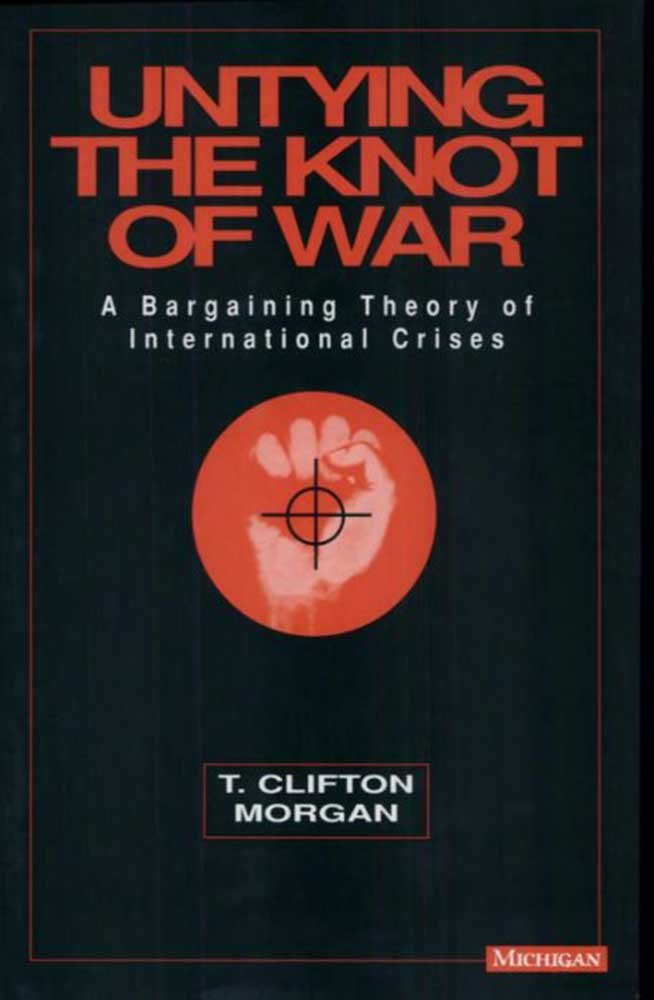 UNTYING
THE KNOT
OF WAR
A Bargaining Theory of
International Crises
T. CLIFTON
MORGAN
MICHIGAN